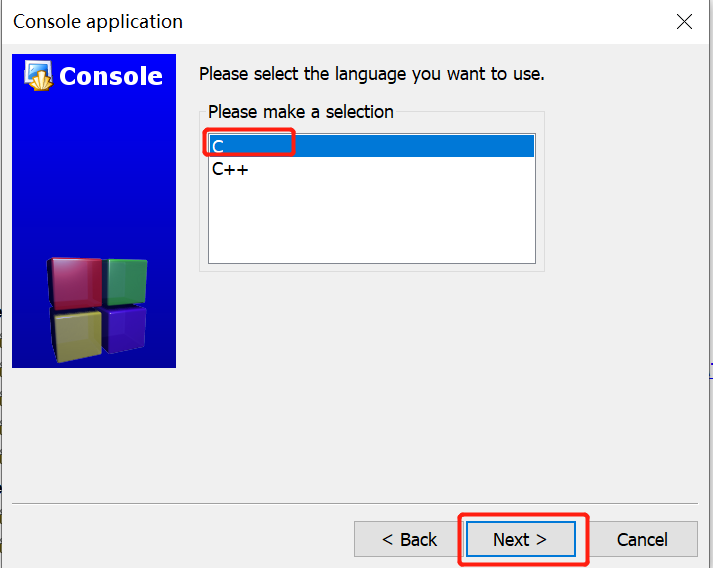 Console application
Console
Please select the language you want to use.
Please make a selection
C
C++
< Back
Next >
Cancel